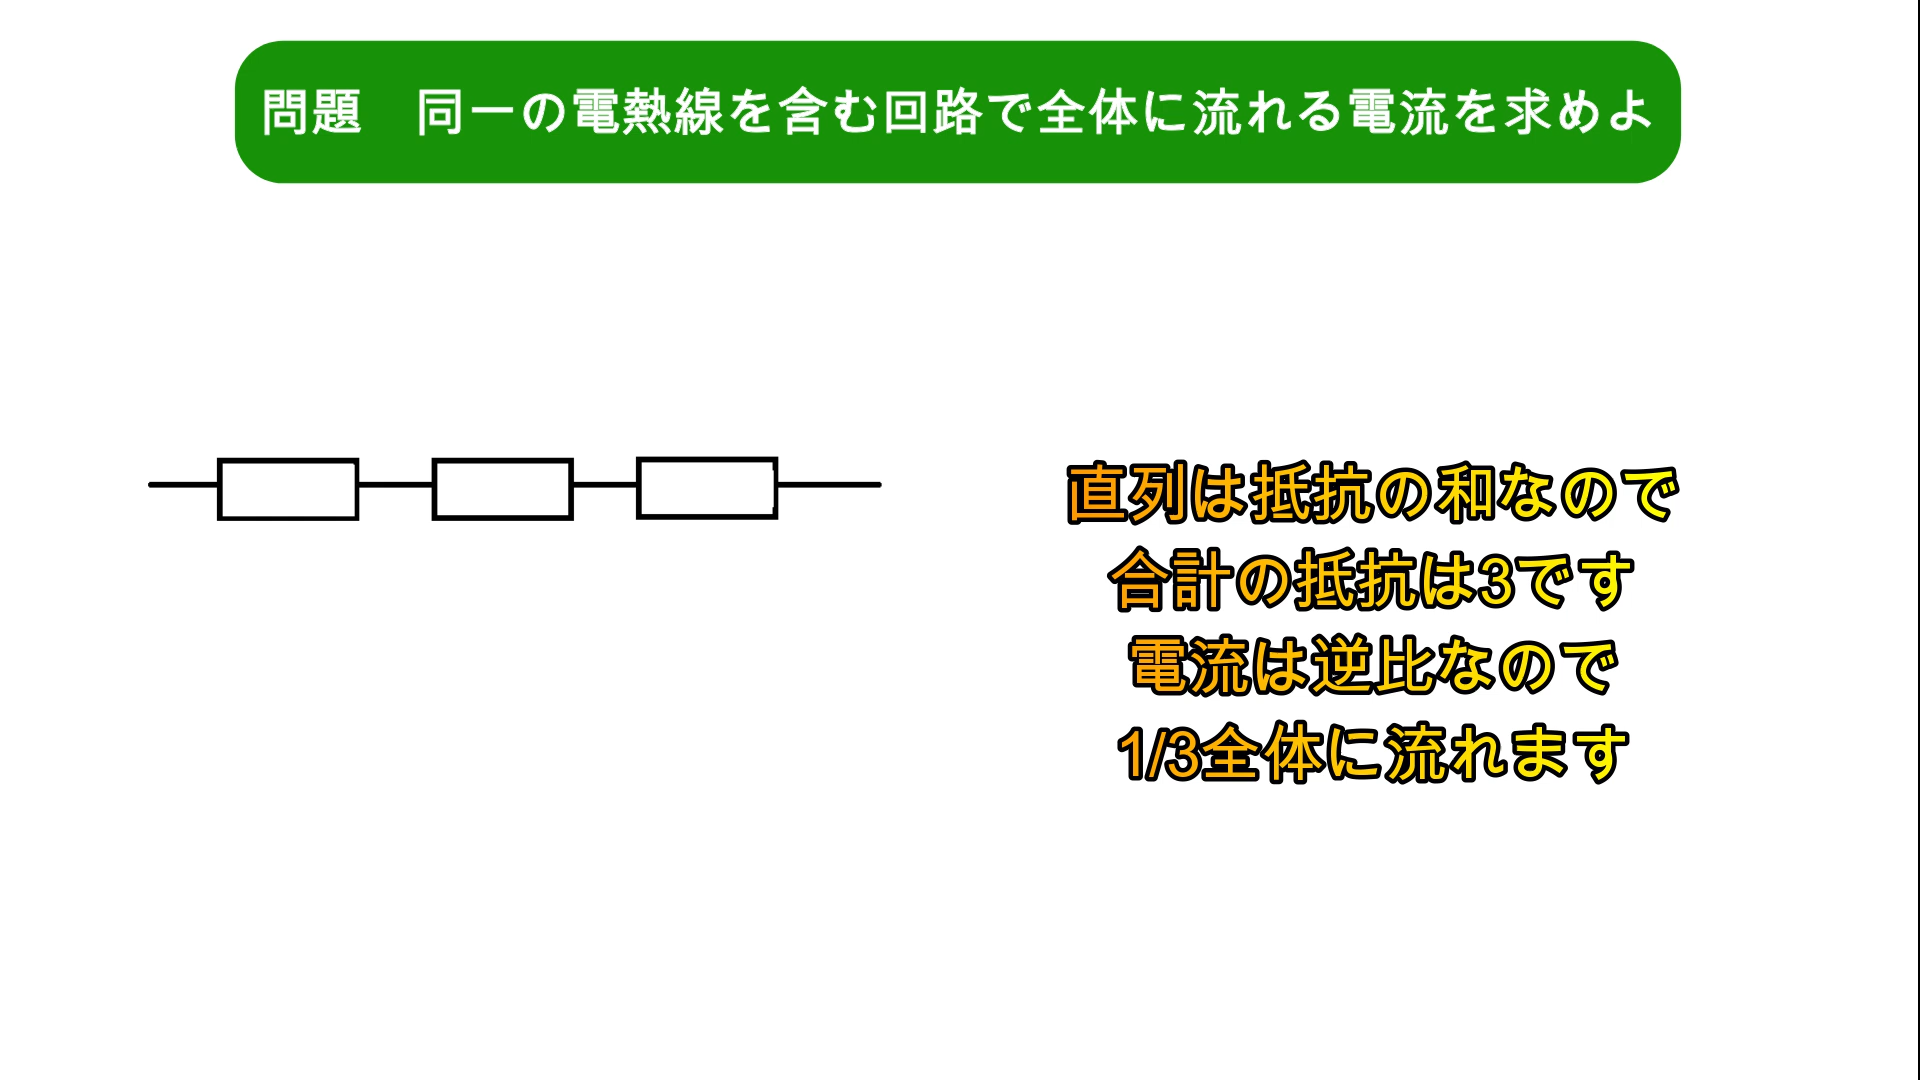 問題　同一の電熱線を含む回路で全体に流れる電流を求めよ
直列は抵抗の和なので
合計の抵抗は3です
電流は逆比なので
1/3全体に流れます